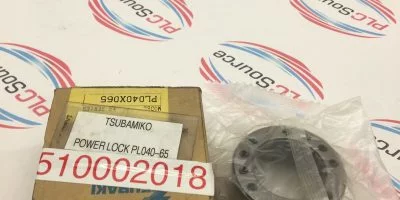 PLCSource
PLCSource
PLCSource
PL040X065
TSUBAMIKO
POWER LOCK PL040-65
510002018
PLCSource